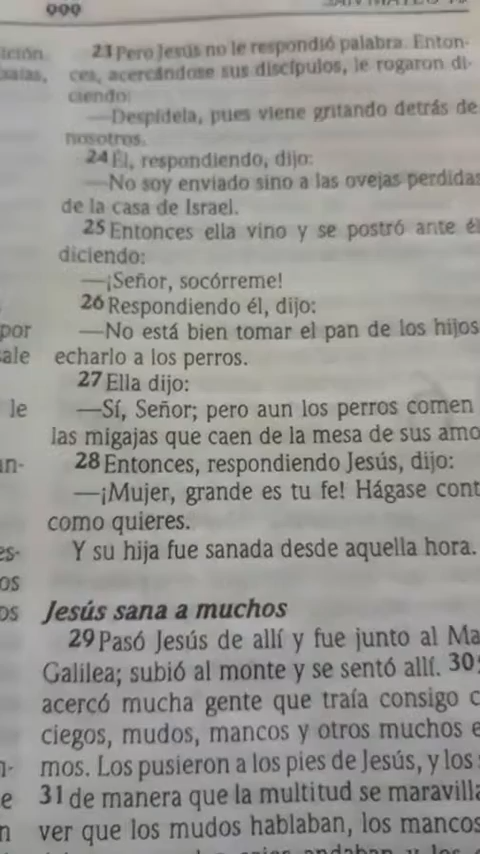 999
SAN MATEO
23 Pero Jesús no le respondió palabra. Enton-
ces, acercándose sus discípulos, le rogaron di-
ciendo:
—Despídela, pues viene gritando detrás de
nosotros.
24 Él, respondiendo, dijo:
—No soy enviado sino a las ovejas perdidas
de la casa de Israel.
25 Entonces ella vino y se postró ante él
diciendo:
—¡Señor, socórreme!
26 Respondiendo él, dijo:
—No está bien tomar el pan de los hijos
echarlo a los perros.
27 Ella dijo:
—Sí, Señor; pero aun los perros comen
las migajas que caen de la mesa de sus amo
28 Entonces, respondiendo Jesús, dijo:
—¡Mujer, grande es tu fe! Hágase cont
como quieres.
Y su hija fue sanada desde aquella hora.
Jesús sana a muchos
29 Pasó Jesús de allí y fue junto al Ma
Galilea; subió al monte y se sentó allí. 30
acercó mucha gente que traía consigo c
ciegos, mudos, mancos y otros muchos e
mos. Los pusieron a los pies de Jesús, y los s
31 de manera que la multitud se maravilla
ver que los mudos hablaban, los mancos